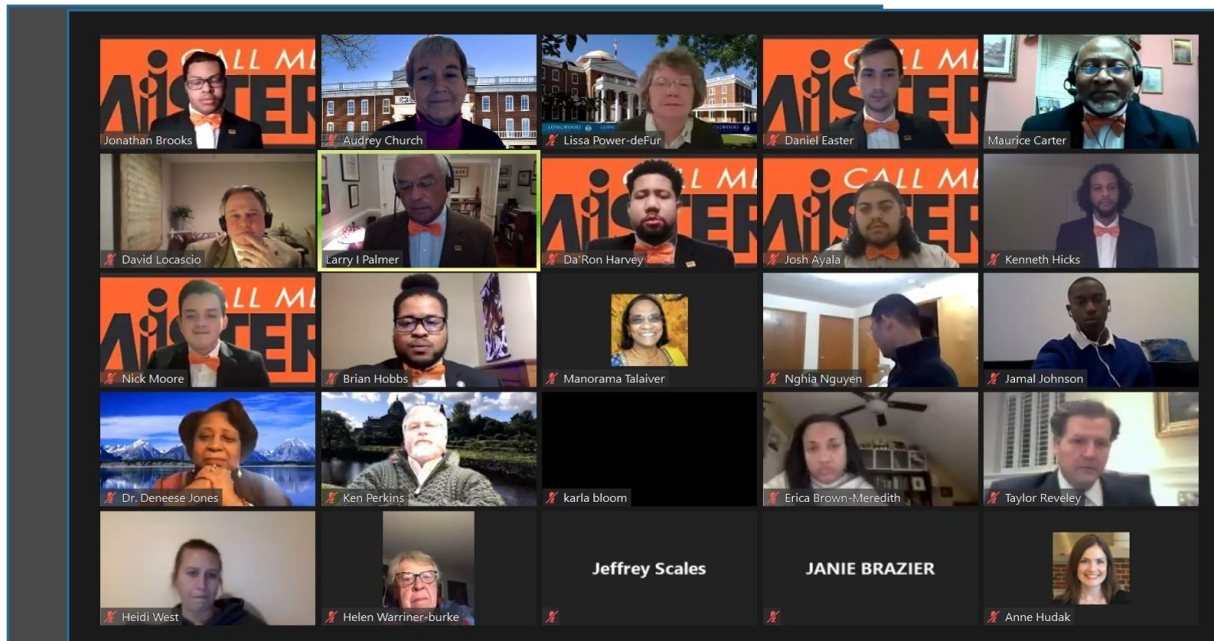 CALL ME
MiSTER
Jonathan Brooks
Audrey Church
LONGWOOD
Lissa Power-deFur
CALL ME
MiSTER
Daniel Easter
Maurice Carter
David Locascio
Larry I Palmer
CALL ME
MiSTER
Da'Ron Harvey
CALL ME
MiSTER
Josh Ayala
Kenneth Hicks
CALL ME
MiSTER
Nick Moore
Brian Hobbs
Manorama Talaiver
Nghia Nguyen
Jamal Johnson
Dr. Deneese Jones
Ken Perkins
karla bloom
Erica Brown-Meredith
Taylor Reveley
Heidi West
Helen Warriner-burke
Jeffrey Scales
JANIE BRAZIER
Anne Hudak